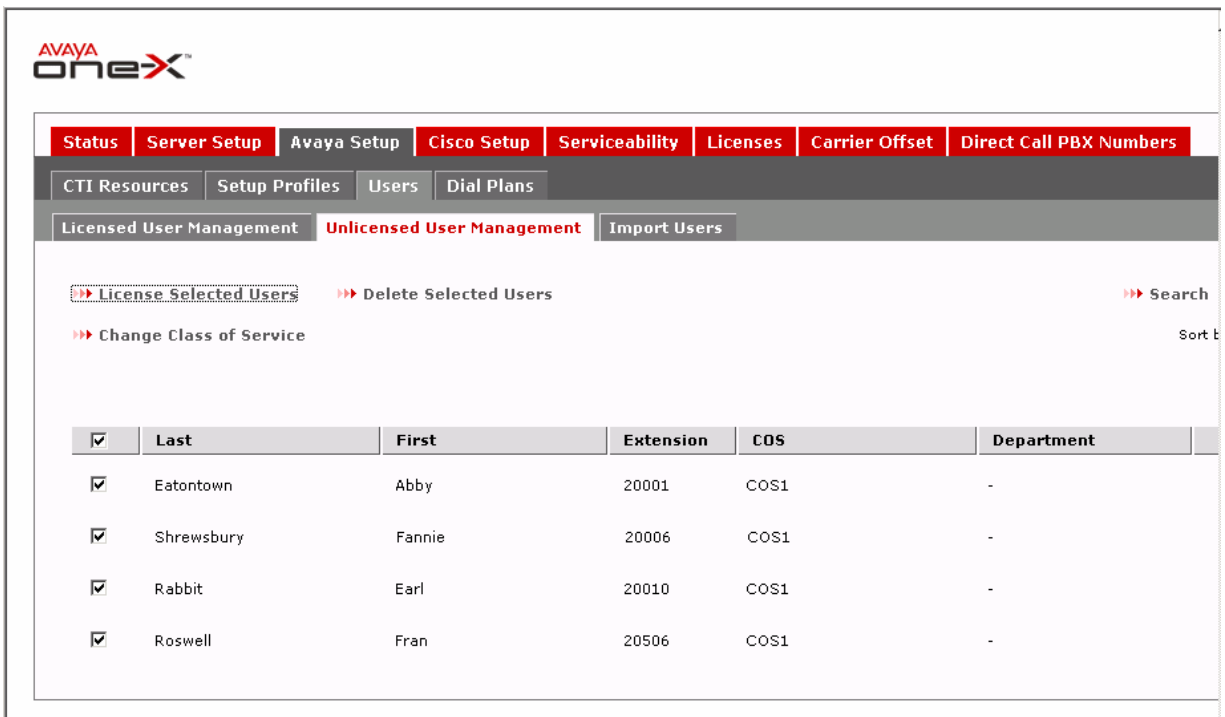 AVAYA
one-X™
Status Server Setup Avaya Setup Cisco Setup Serviceability Licenses Carrier Offset Direct Call PBX Numbers
CTI Resources Setup Profiles Users Dial Plans
Licensed User Management Unlicensed User Management Import Users
License Selected Users Delete Selected Users Search
Change Class of Service Sort
Last First Extension COS Department
Eatontown Abby 20001 COS1 -
Shrewsbury Fannie 20006 COS1 -
Rabbit Earl 20010 COS1 -
Roswell Fran 20506 COS1 -